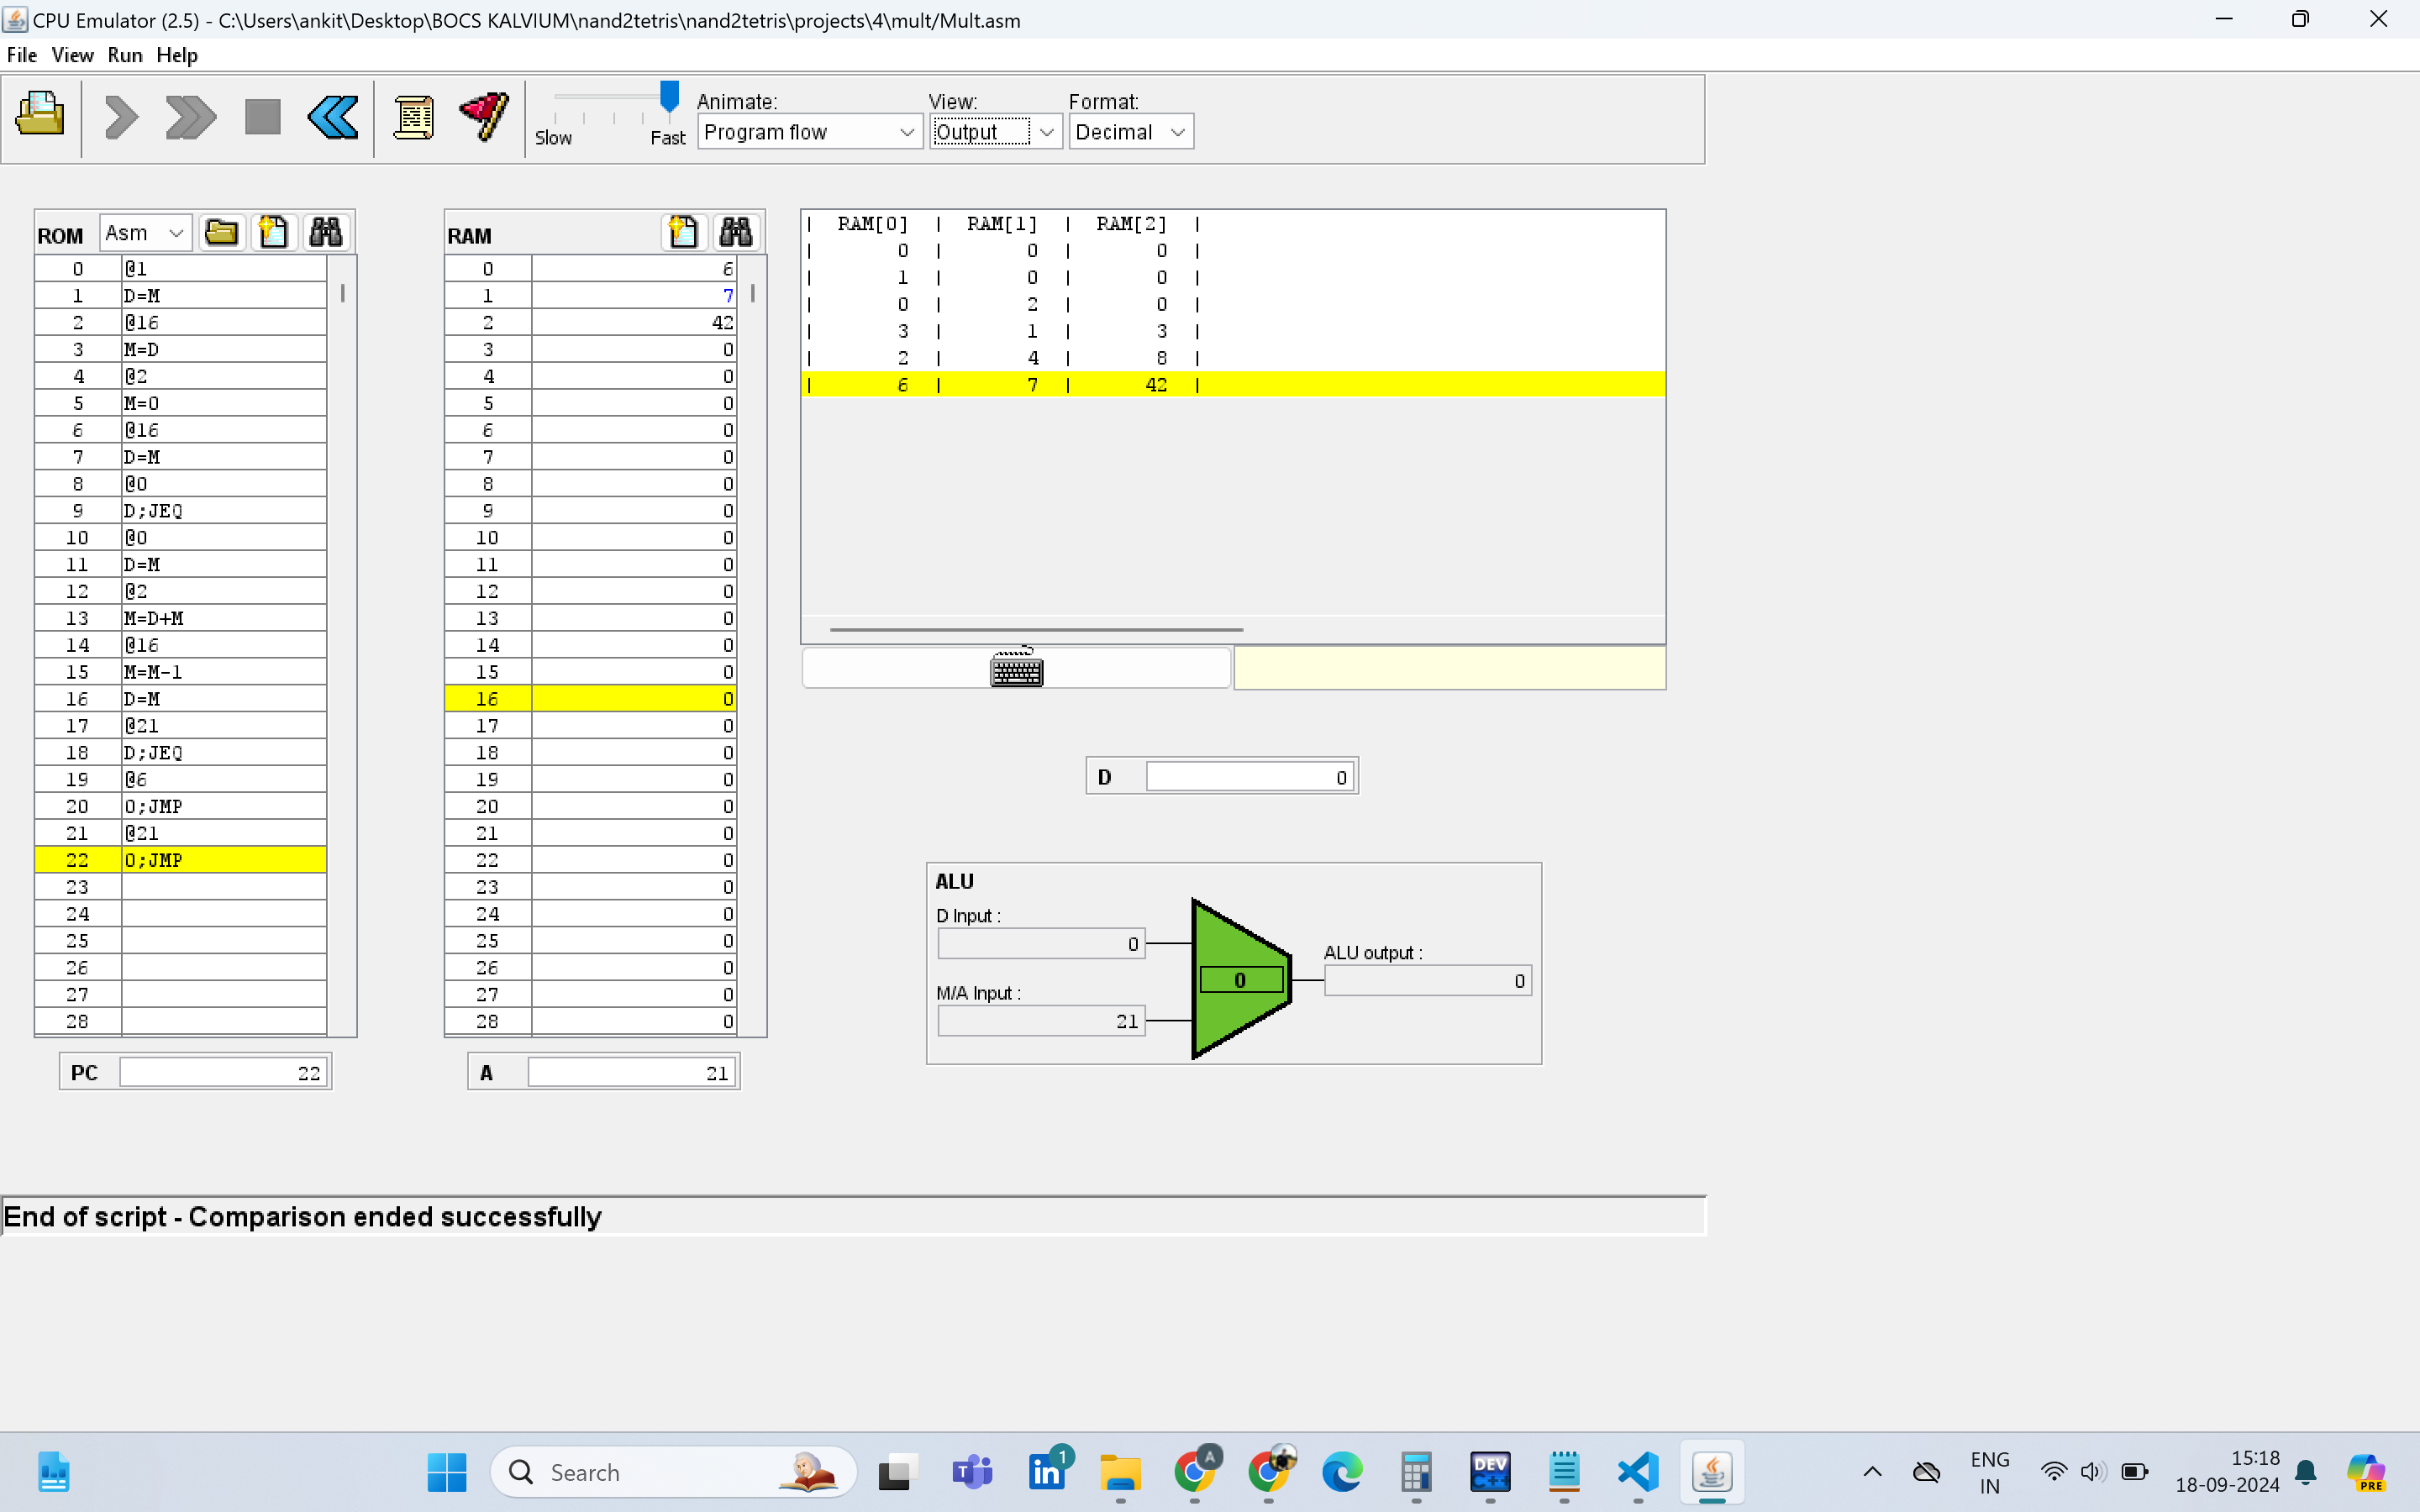 CPU Emulator (2.5) - C:\Users\ankit\Desktop\BOCS KALVIUM\nand2tetris\nand2tetris\projects\4\mult/Mult.asm
File View Run Help
Slow Fast
Animate: View: Format:
Program flow Output Decimal
ROM Asm
0 @1
1 D=M
2 @16
3 M=D
4 @2
5 M=0
6 @16
7 D=M
8 @0
9 D;JEQ
10 @0
11 D=M
12 @2
13 M=D+M
14 @16
15 M=M-1
16 D=M
17 @21
18 D;JEQ
19 @6
20 0;JMP
21 @21
22 0;JMP
23
24
25
26
27
28
PC 22
RAM
0 6
1 7
2 42
3 0
4 0
5 0
6 0
7 0
8 0
9 0
10 0
11 0
12 0
13 0
14 0
15 0
16 0
17 0
18 0
19 0
20 0
21 0
22 0
23 0
24 0
25 0
26 0
27 0
28 0
A 21
| RAM[0] | RAM[1] | RAM[2] |
| 0 | 0 | 0 |
| 1 | 0 | 0 |
| 0 | 2 | 0 |
| 3 | 1 | 3 |
| 2 | 4 | 8 |
| 6 | 7 | 42 |
D 0
ALU
D Input :
0
M/A Input :
21
0
ALU output :
0
End of script - Comparison ended successfully
Search
1
A
DEV
C++
ENG
IN
15:18
18-09-2024
PRE